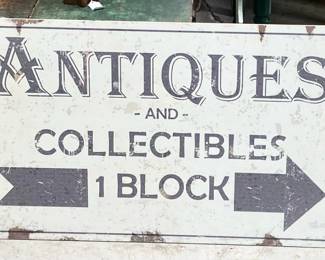 ANTIQUES
- AND -
COLLECTIBLES
1 BLOCK